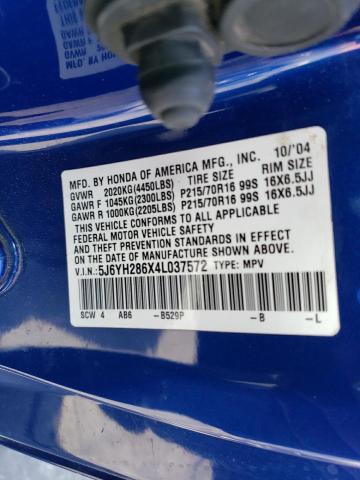 MFD. BY HONDA OF AMERICA MFG., INC. 10/'04
GVWR 2020KG(4450LBS) TIRE SIZE RIM SIZE
GAWR F 1045KG(2300LBS) P215/70R16 99S 16X6.5JJ
GAWR R 1000KG(2205LBS) P215/70R16 99S 16X6.5JJ
THIS VEHICLE CONFORMS TO ALL APPLICABLE
FEDERAL MOTOR VEHICLE SAFETY AND THEFT
PREVENTION STANDARDS IN EFFECT ON THE DATE
OF MANUFACTURE SHOWN ABOVE.
V.I.N.:5J6YH286X4L037572 TYPE: MPV
SCW 4 AB6 -B529P -B -L